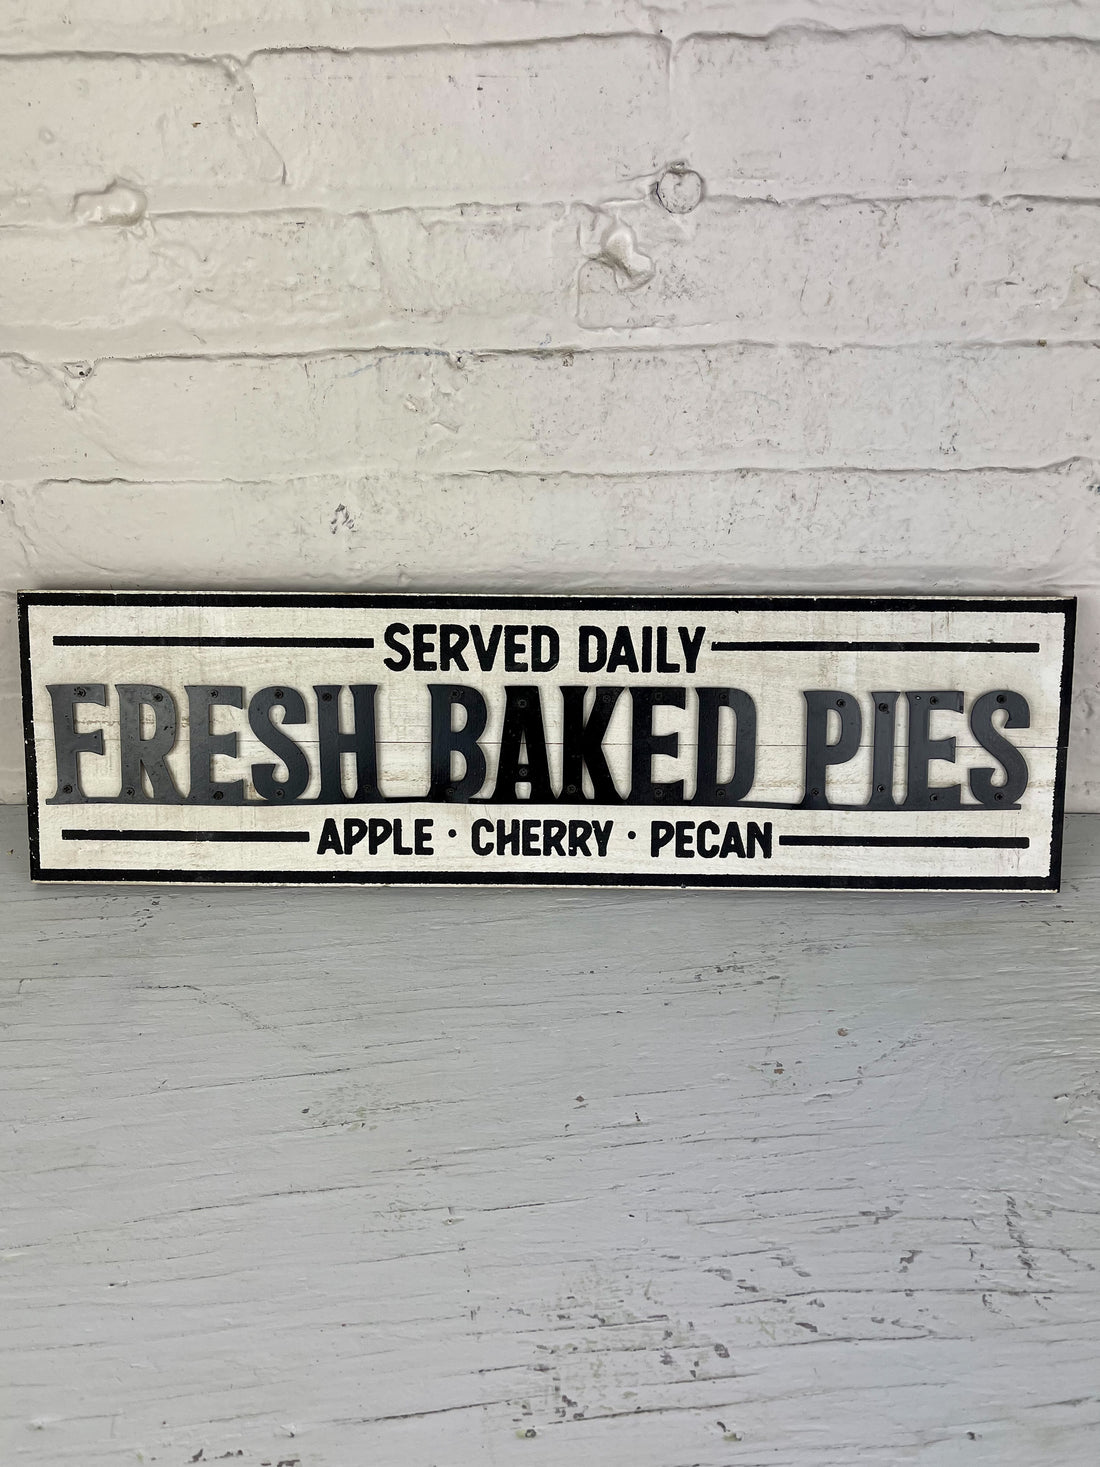 SERVED DAILY
FRESH BAKED PIES
APPLE · CHERRY · PECAN